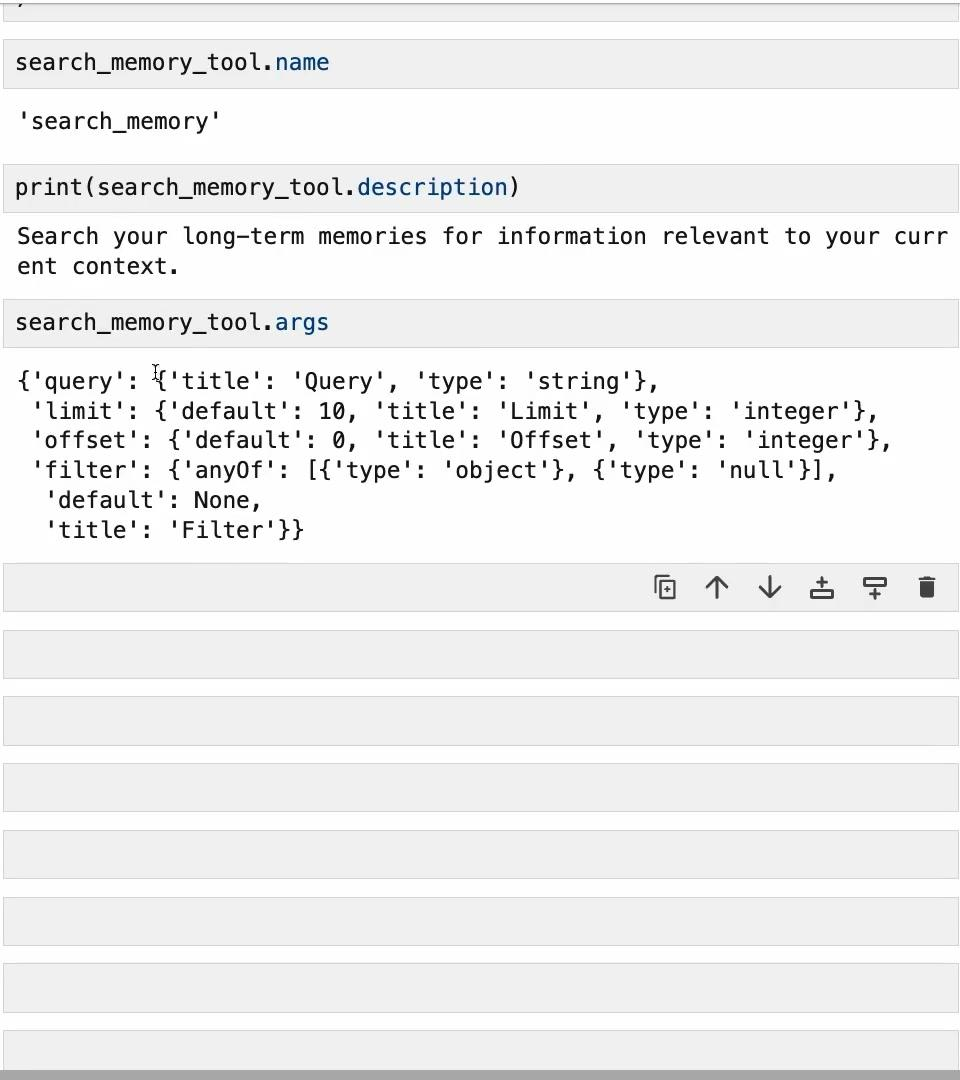 search_memory_tool.name
'search_memory'
print(search_memory_tool.description)
Search your long-term memories for information relevant to your curr
ent context.
search_memory_tool.args
{'query': {'title': 'Query', 'type': 'string'},
 'limit': {'default': 10, 'title': 'Limit', 'type': 'integer'},
 'offset': {'default': 0, 'title': 'Offset', 'type': 'integer'},
 'filter': {'anyOf': [{'type': 'object'}, {'type': 'null'}],
  'default': None,
  'title': 'Filter'}}